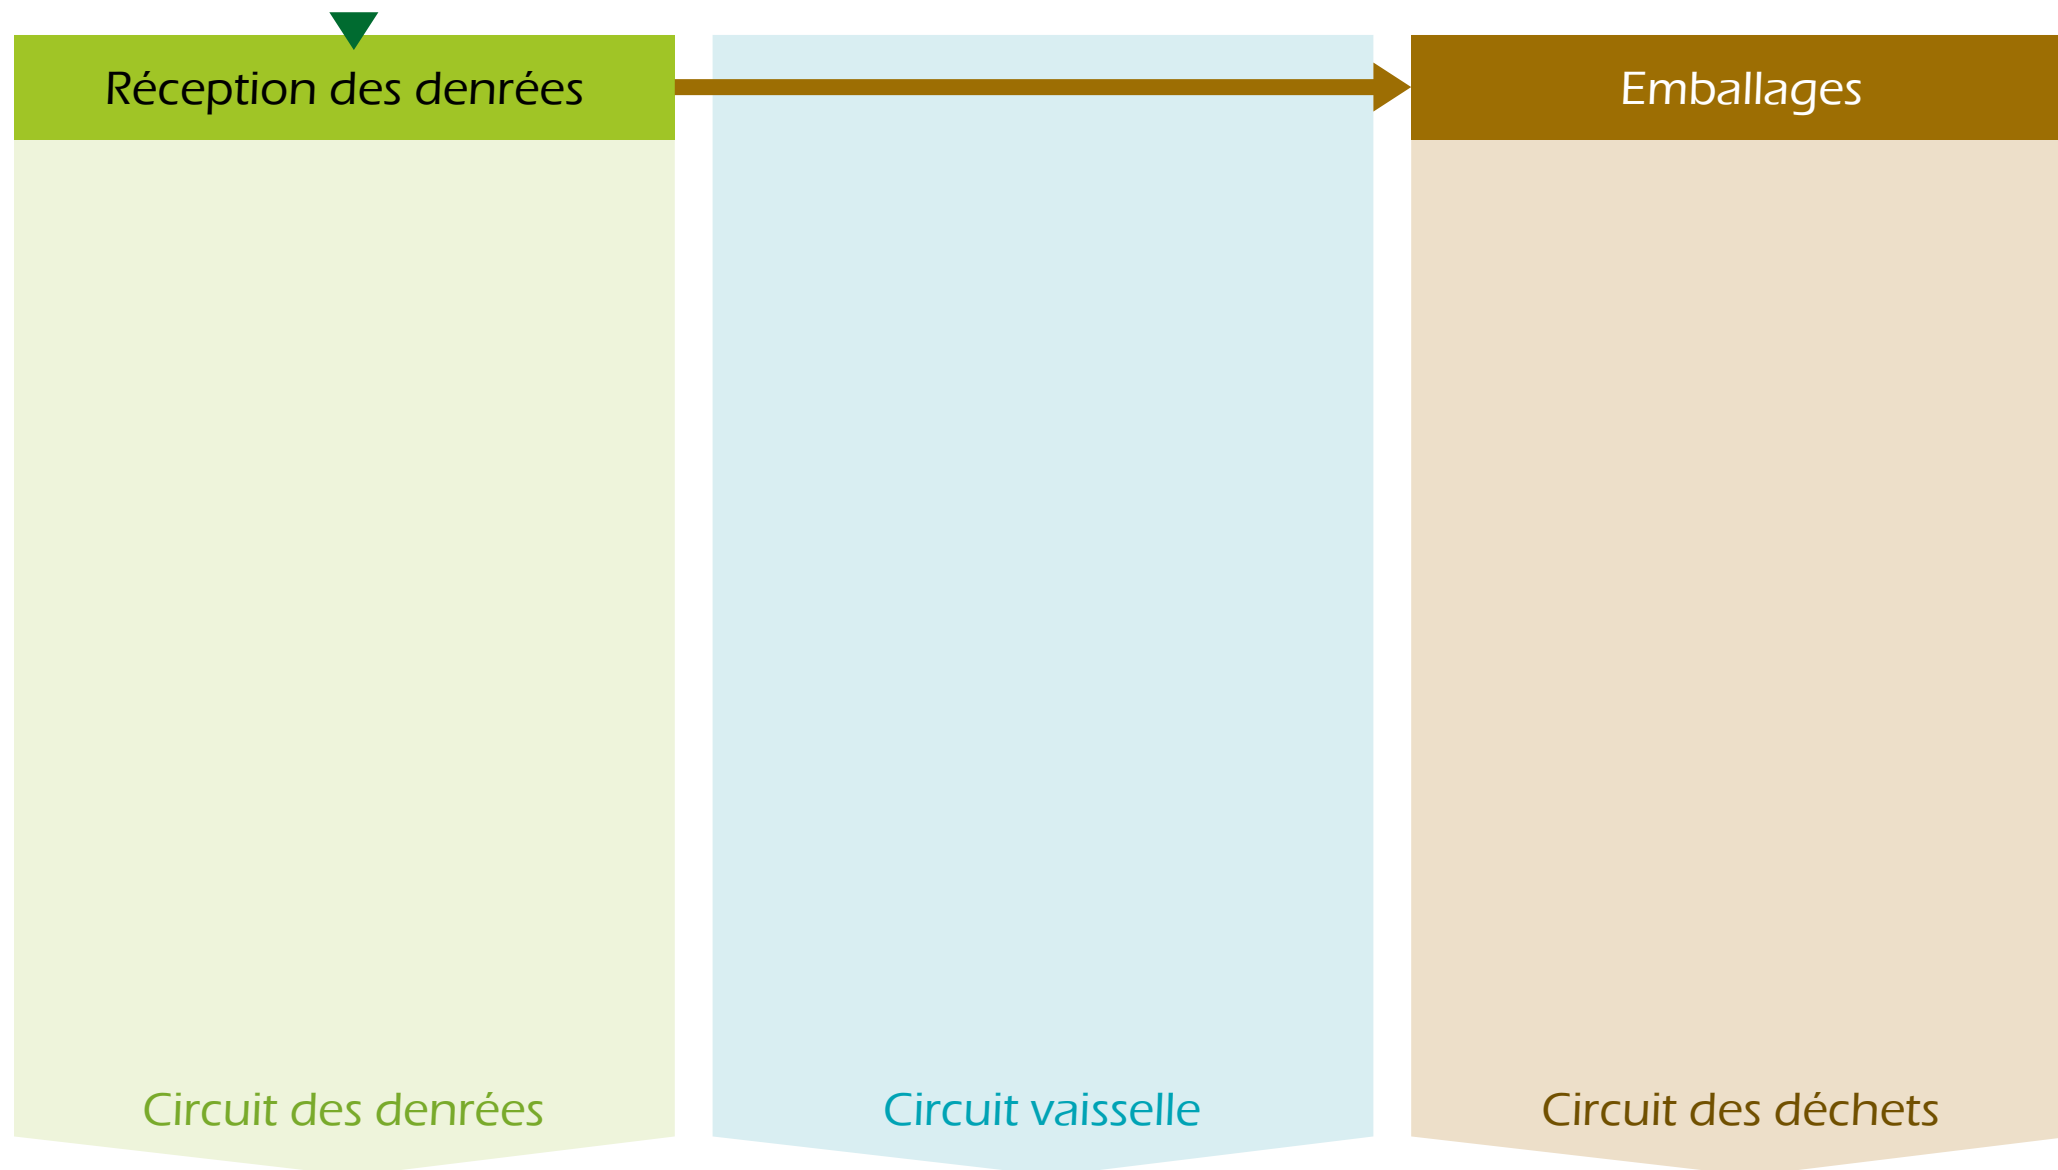 Réception des denrées
Emballages
Circuit des denrées
Circuit vaisselle
Circuit des déchets